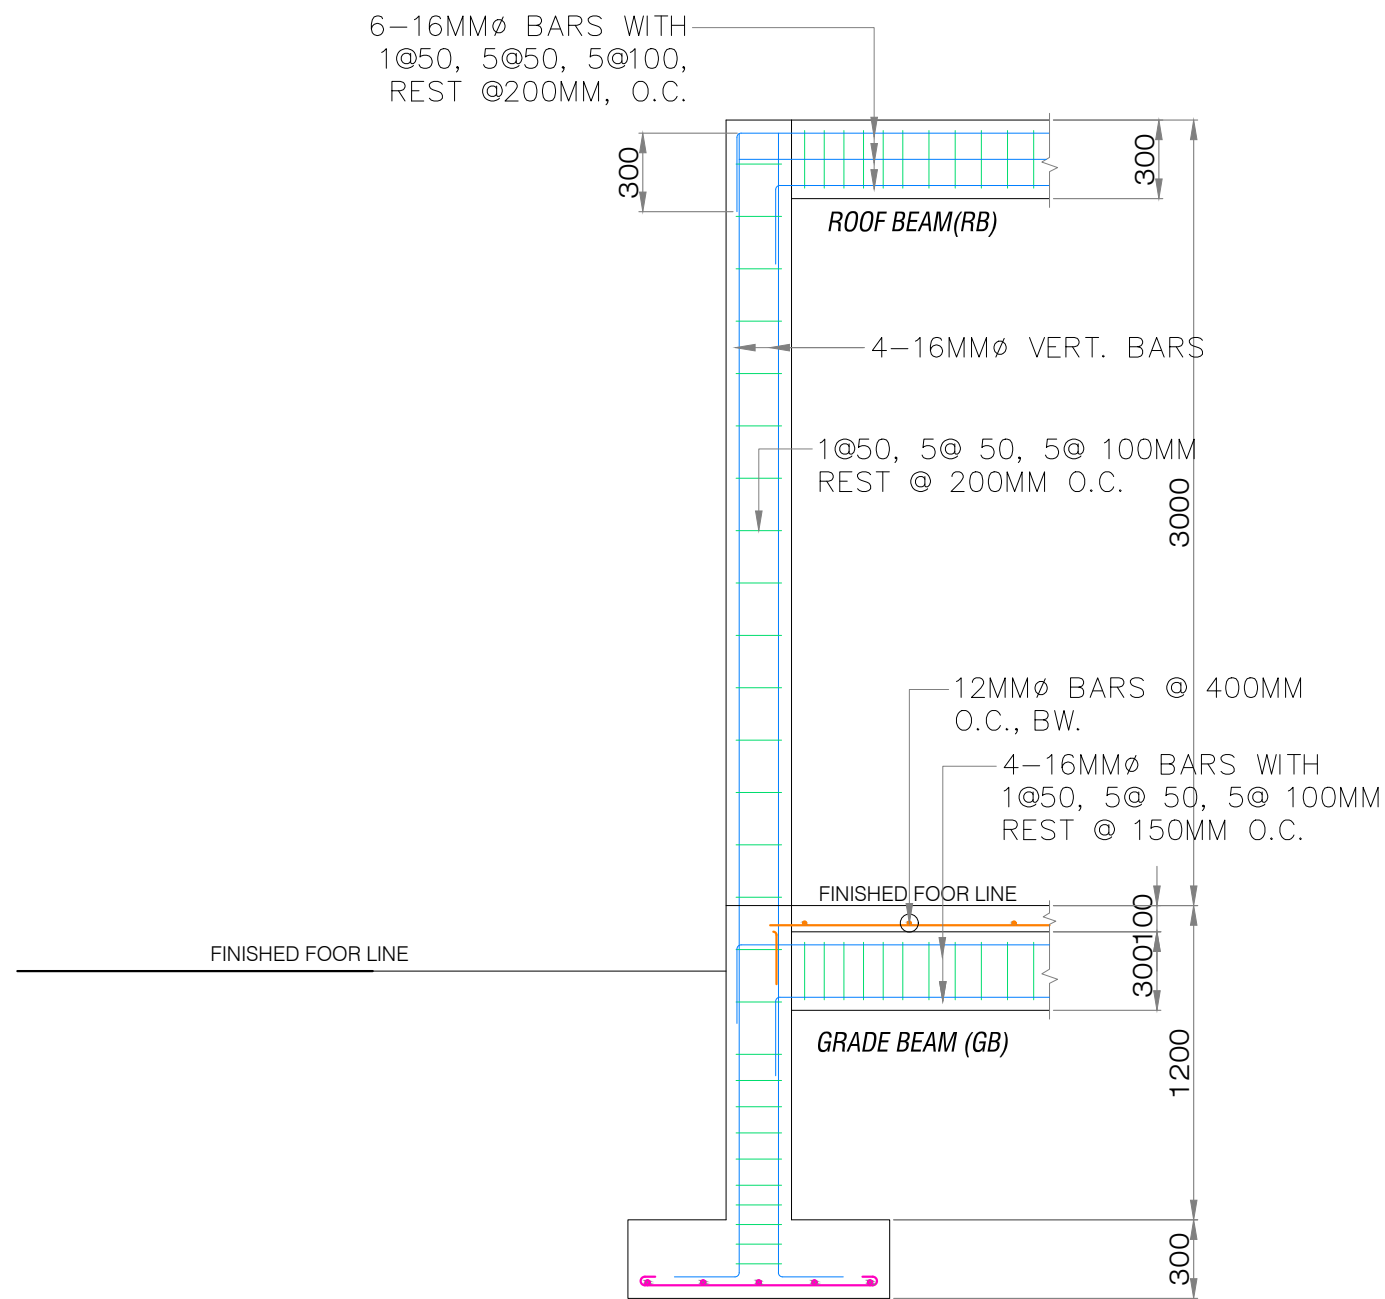 6-16MMø BARS WITH
1@50, 5@50, 5@100,
REST @200MM, O.C.
300
300
ROOF BEAM(RB)
4-16MMø VERT. BARS
1@50, 5@ 50, 5@ 100MM
REST @ 200MM O.C.
3000
12MMø BARS @ 400MM
O.C., BW.
4-16MMø BARS WITH
1@50, 5@ 50, 5@ 100MM
REST @ 150MM O.C.
FINISHED FOOR LINE
100
FINISHED FOOR LINE
300
GRADE BEAM (GB)
1200
300